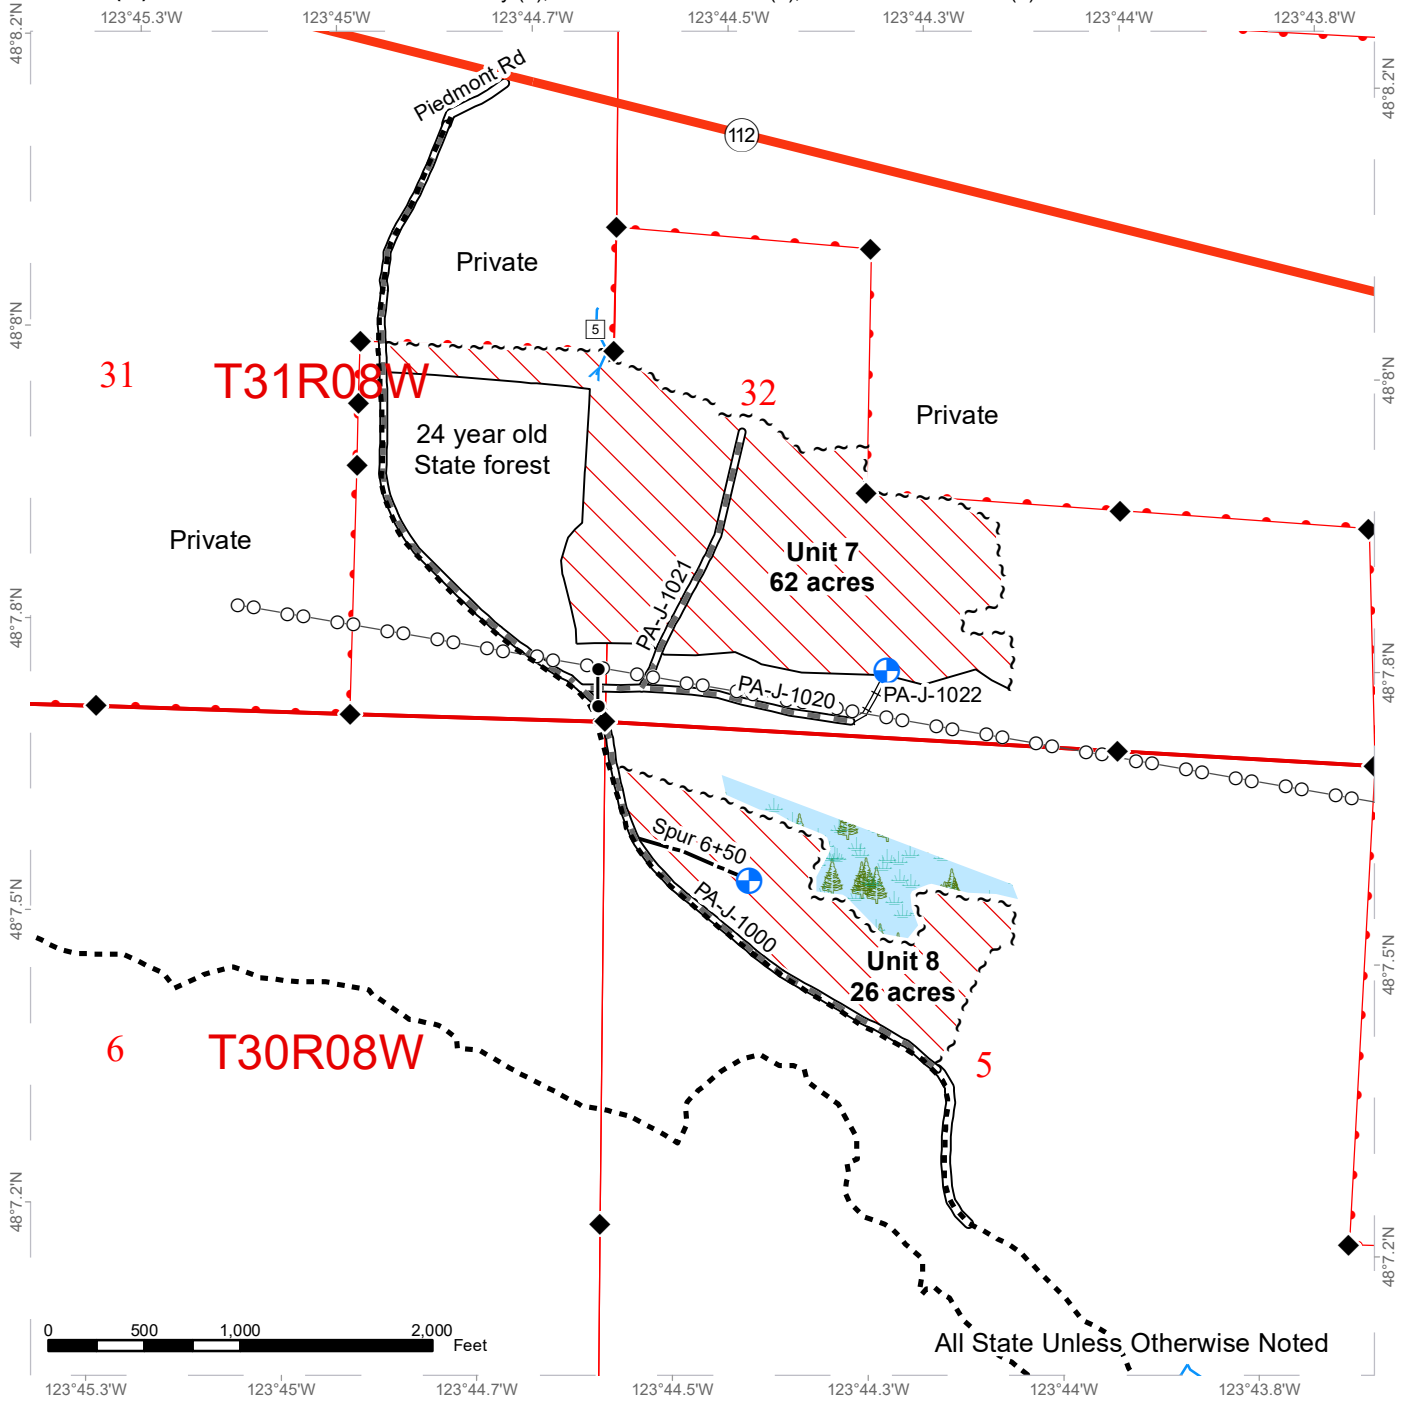 123°45.3'W 123°45'W 123°44.7'W 123°44.5'W 123°44.3'W 123°44'W 123°43.8'W
48°8.2'N
48°8.2'N
Piedmont Rd
112
Private
5
48°8'N
48°8'N
31
T31R08W
32
Private
24 year old
State forest
Private
Unit 7
62 acres
PA-J-1021
48°7.8'N
48°7.8'N
PA-J-1020
PA-J-1022
Spur 6+50
PA-J-1000
48°7.5'N
48°7.5'N
Unit 8
26 acres
6
T30R08W
5
48°7.2'N
48°7.2'N
0 500 1,000 2,000
Feet
All State Unless Otherwise Noted
123°45.3'W 123°45'W 123°44.7'W 123°44.5'W 123°44.3'W 123°44'W 123°43.8'W